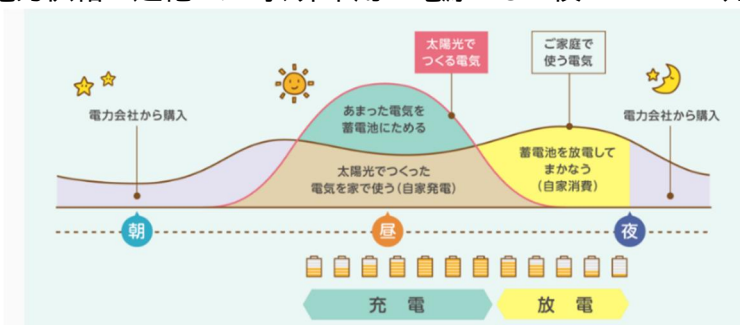 太陽光で
つくる電気
ご家庭で
使う電気
電力会社から購入
あまった電気を
蓄電池にためる
電力会社から購入
太陽光でつくった
電気を家で使う(自家発電)
蓄電池を放電して
まかなう
(自家消費)
朝
昼
夜
充電
放電